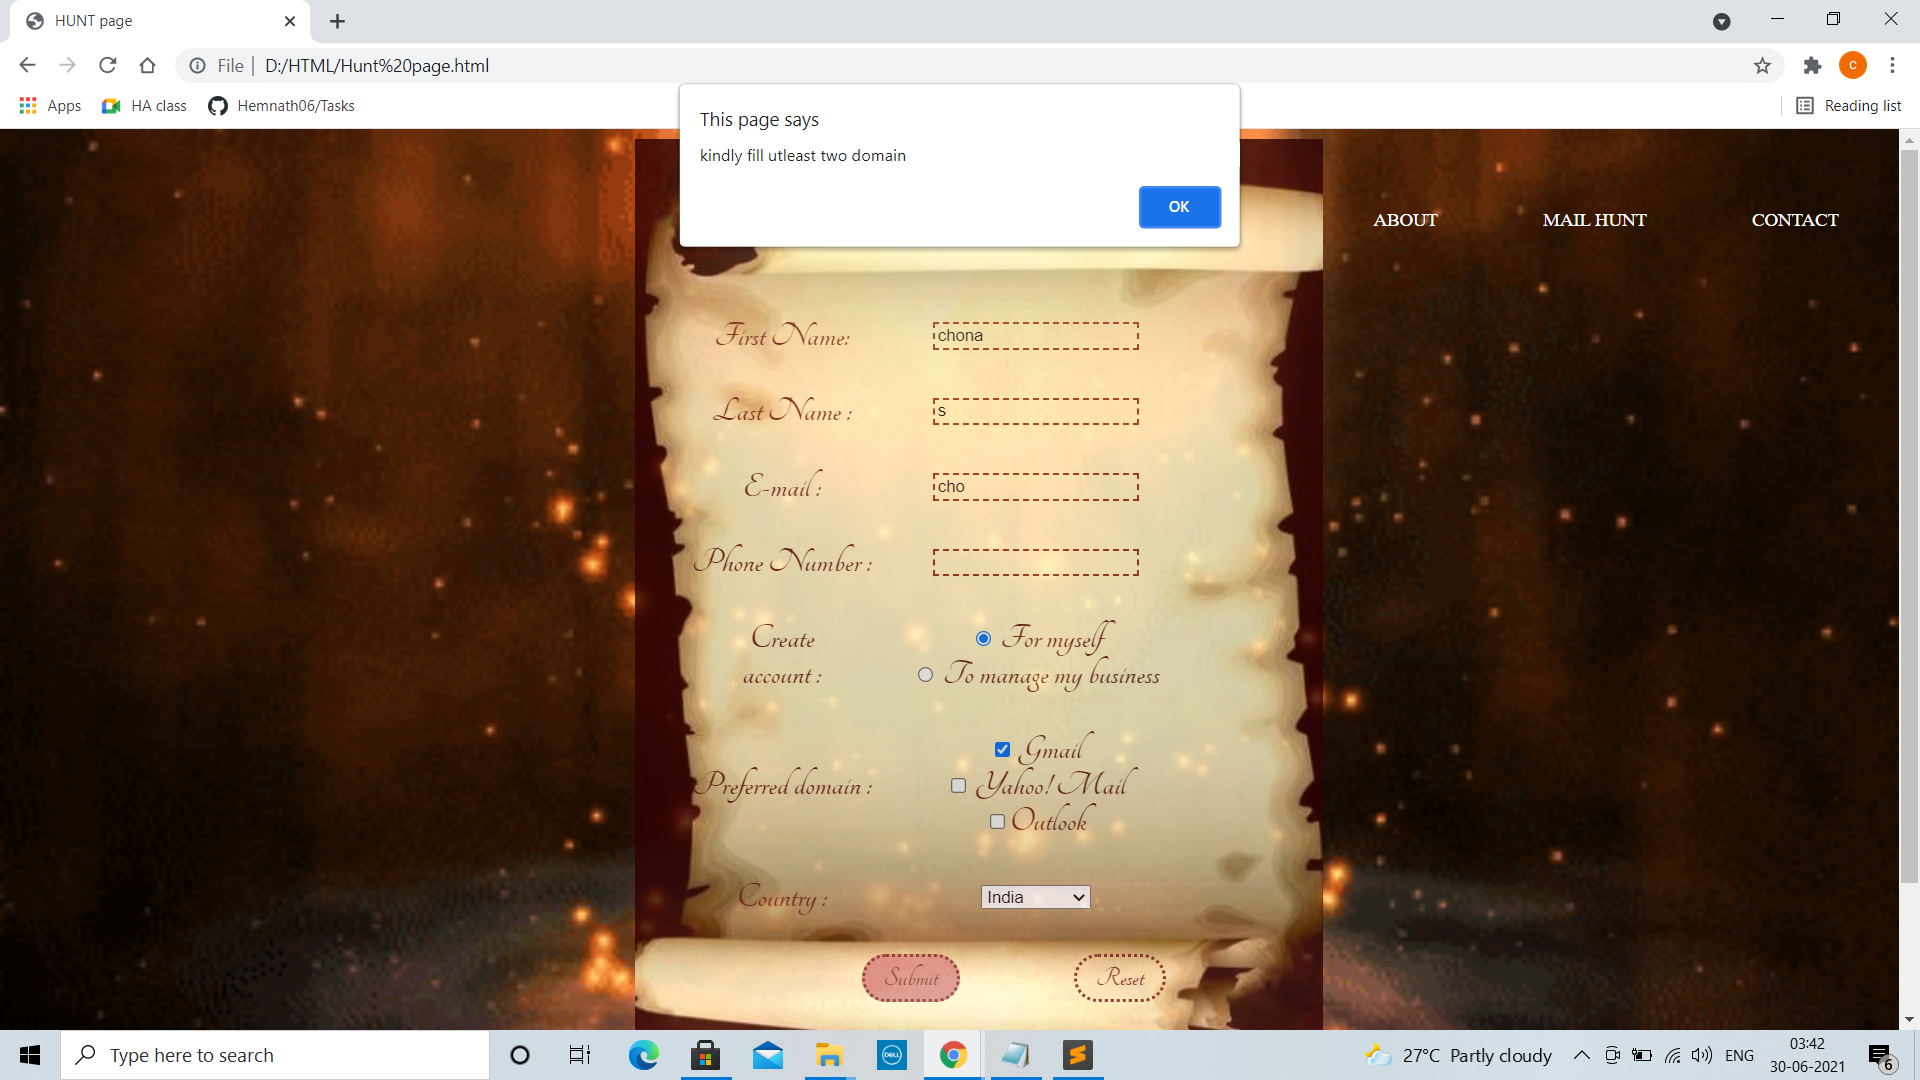 HUNT page
File
D:/HTML/Hunt%20page.html
c
Apps
HA class
Hemnath06/Tasks
Reading list
This page says
kindly fill utleast two domain
OK
ABOUT
MAIL HUNT
CONTACT
First Name:
chona
Last Name :
s
E-mail :
cho
Phone Number :
Create
account :
For myself
To manage my business
Preferred domain :
Gmail
Yahoo! Mail
Outlook
Country :
India
Submit
Reset
Type here to search
DELL
27°C Partly cloudy
ENG
03:42
30-06-2021
6